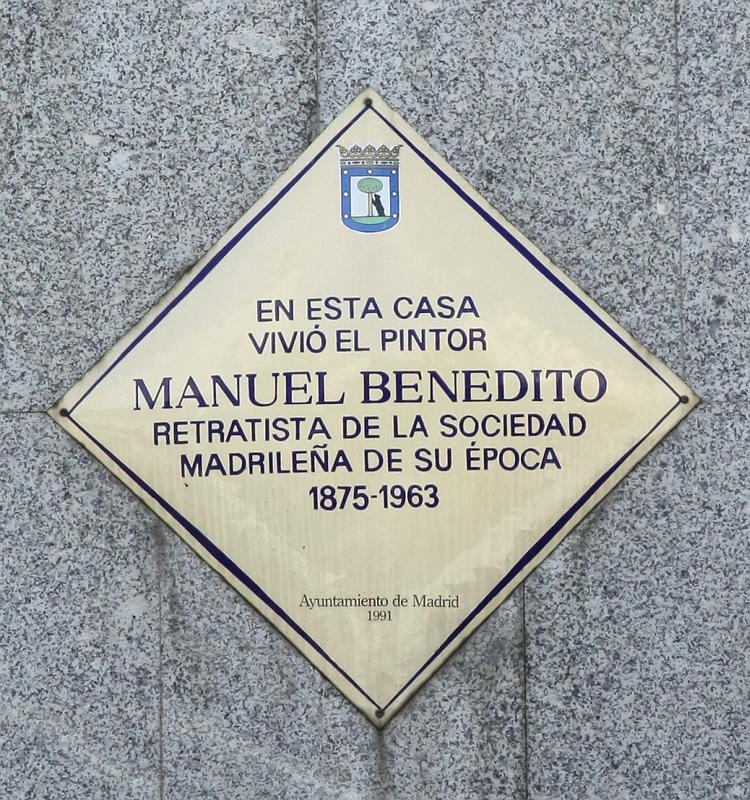 EN ESTA CASA
VIVIÓ EL PINTOR
MANUEL BENEDITO
RETRATISTA DE LA SOCIEDAD
MADRILEÑA DE SU ÉPOCA
1875-1963
Ayuntamiento de Madrid
1991